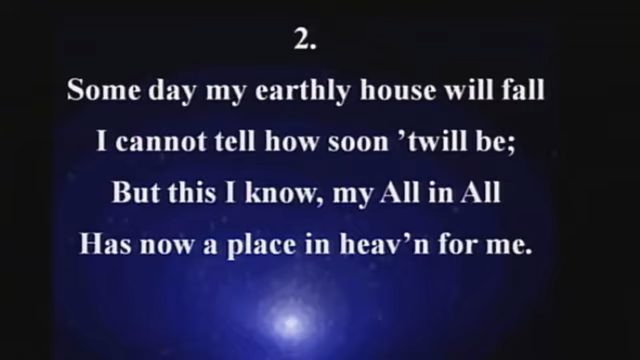 2.
Some day my earthly house will fall
I cannot tell how soon ’twill be;
But this I know, my All in All
Has now a place in heav’n for me.